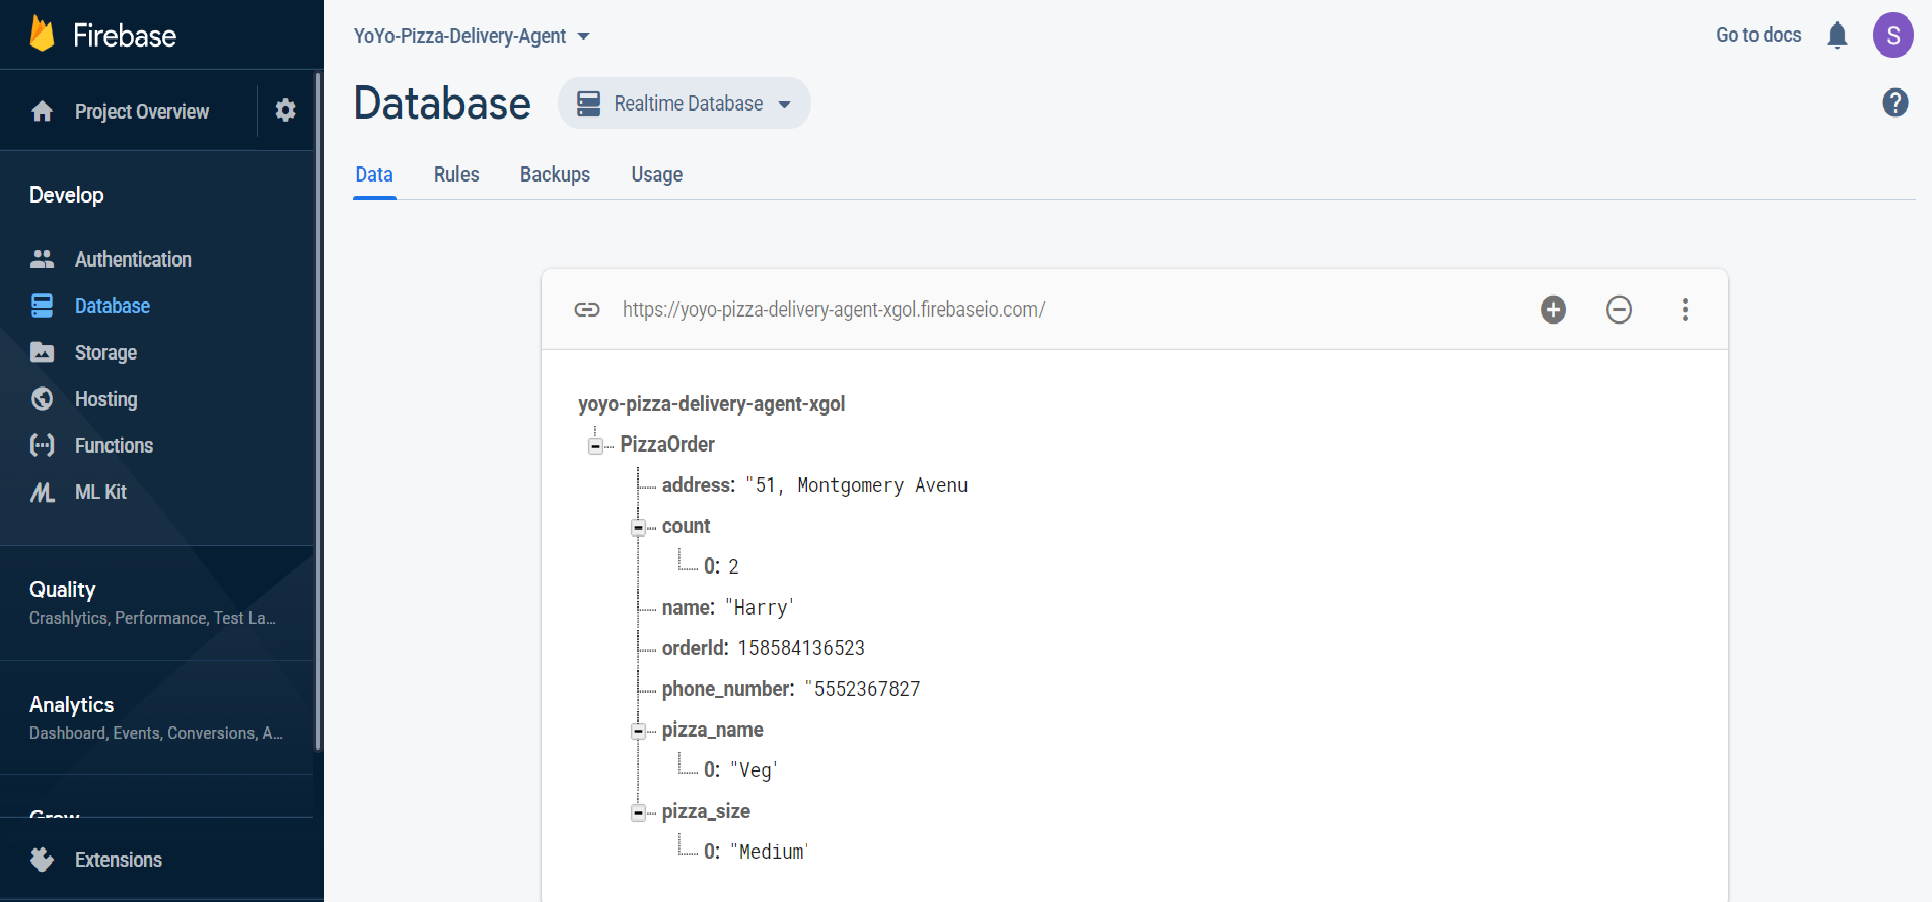 Firebase
Project Overview
Develop
Authentication
Database
Storage
Hosting
Functions
ML Kit
Quality
Crashlytics, Performance, Test La...
Analytics
Dashboard, Events, Conversions, A...
Grow
Extensions
YoYo-Pizza-Delivery-Agent
Go to docs
S
Database
Realtime Database
?
Data Rules Backups Usage
https://yoyo-pizza-delivery-agent-xgol.firebaseio.com/
yoyo-pizza-delivery-agent-xgol
PizzaOrder
address: "51, Montgomery Avenu
count
0: 2
name: "Harry'
orderId: 158584136523
phone_number: "5552367827
pizza_name
0: "Veg'
pizza_size
0: "Medium'